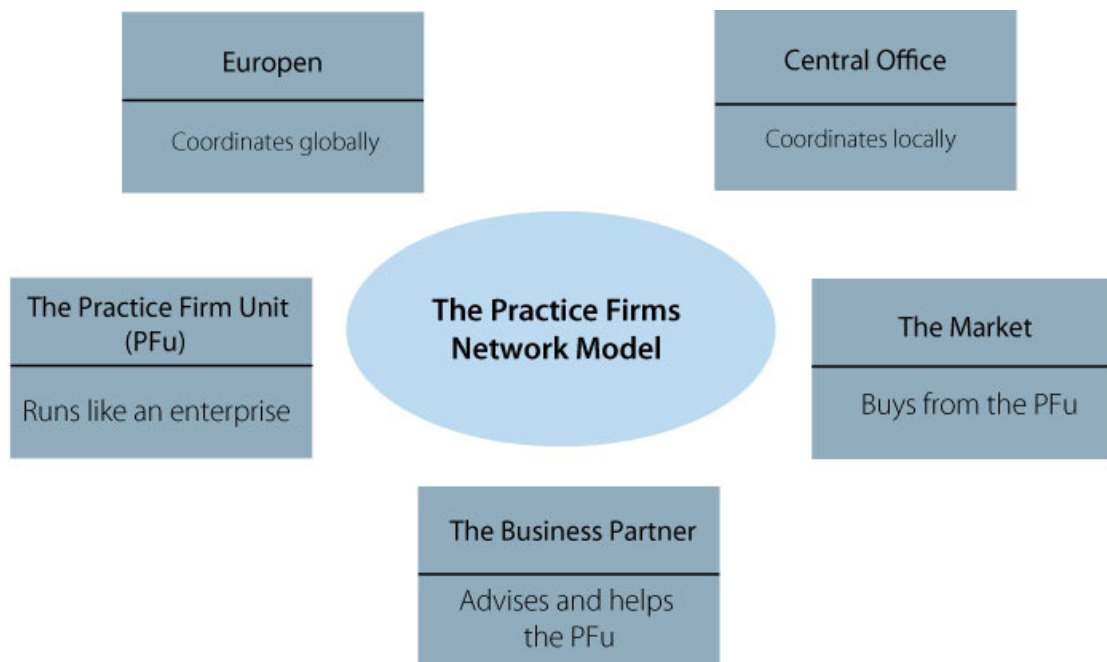 Europen
Coordinates globally
Central Office
Coordinates locally
The Practice Firms
Network Model
The Practice Firm Unit
(PFu)
Runs like an enterprise
The Market
Buys from the PFu
The Business Partner
Advises and helps
the PFu